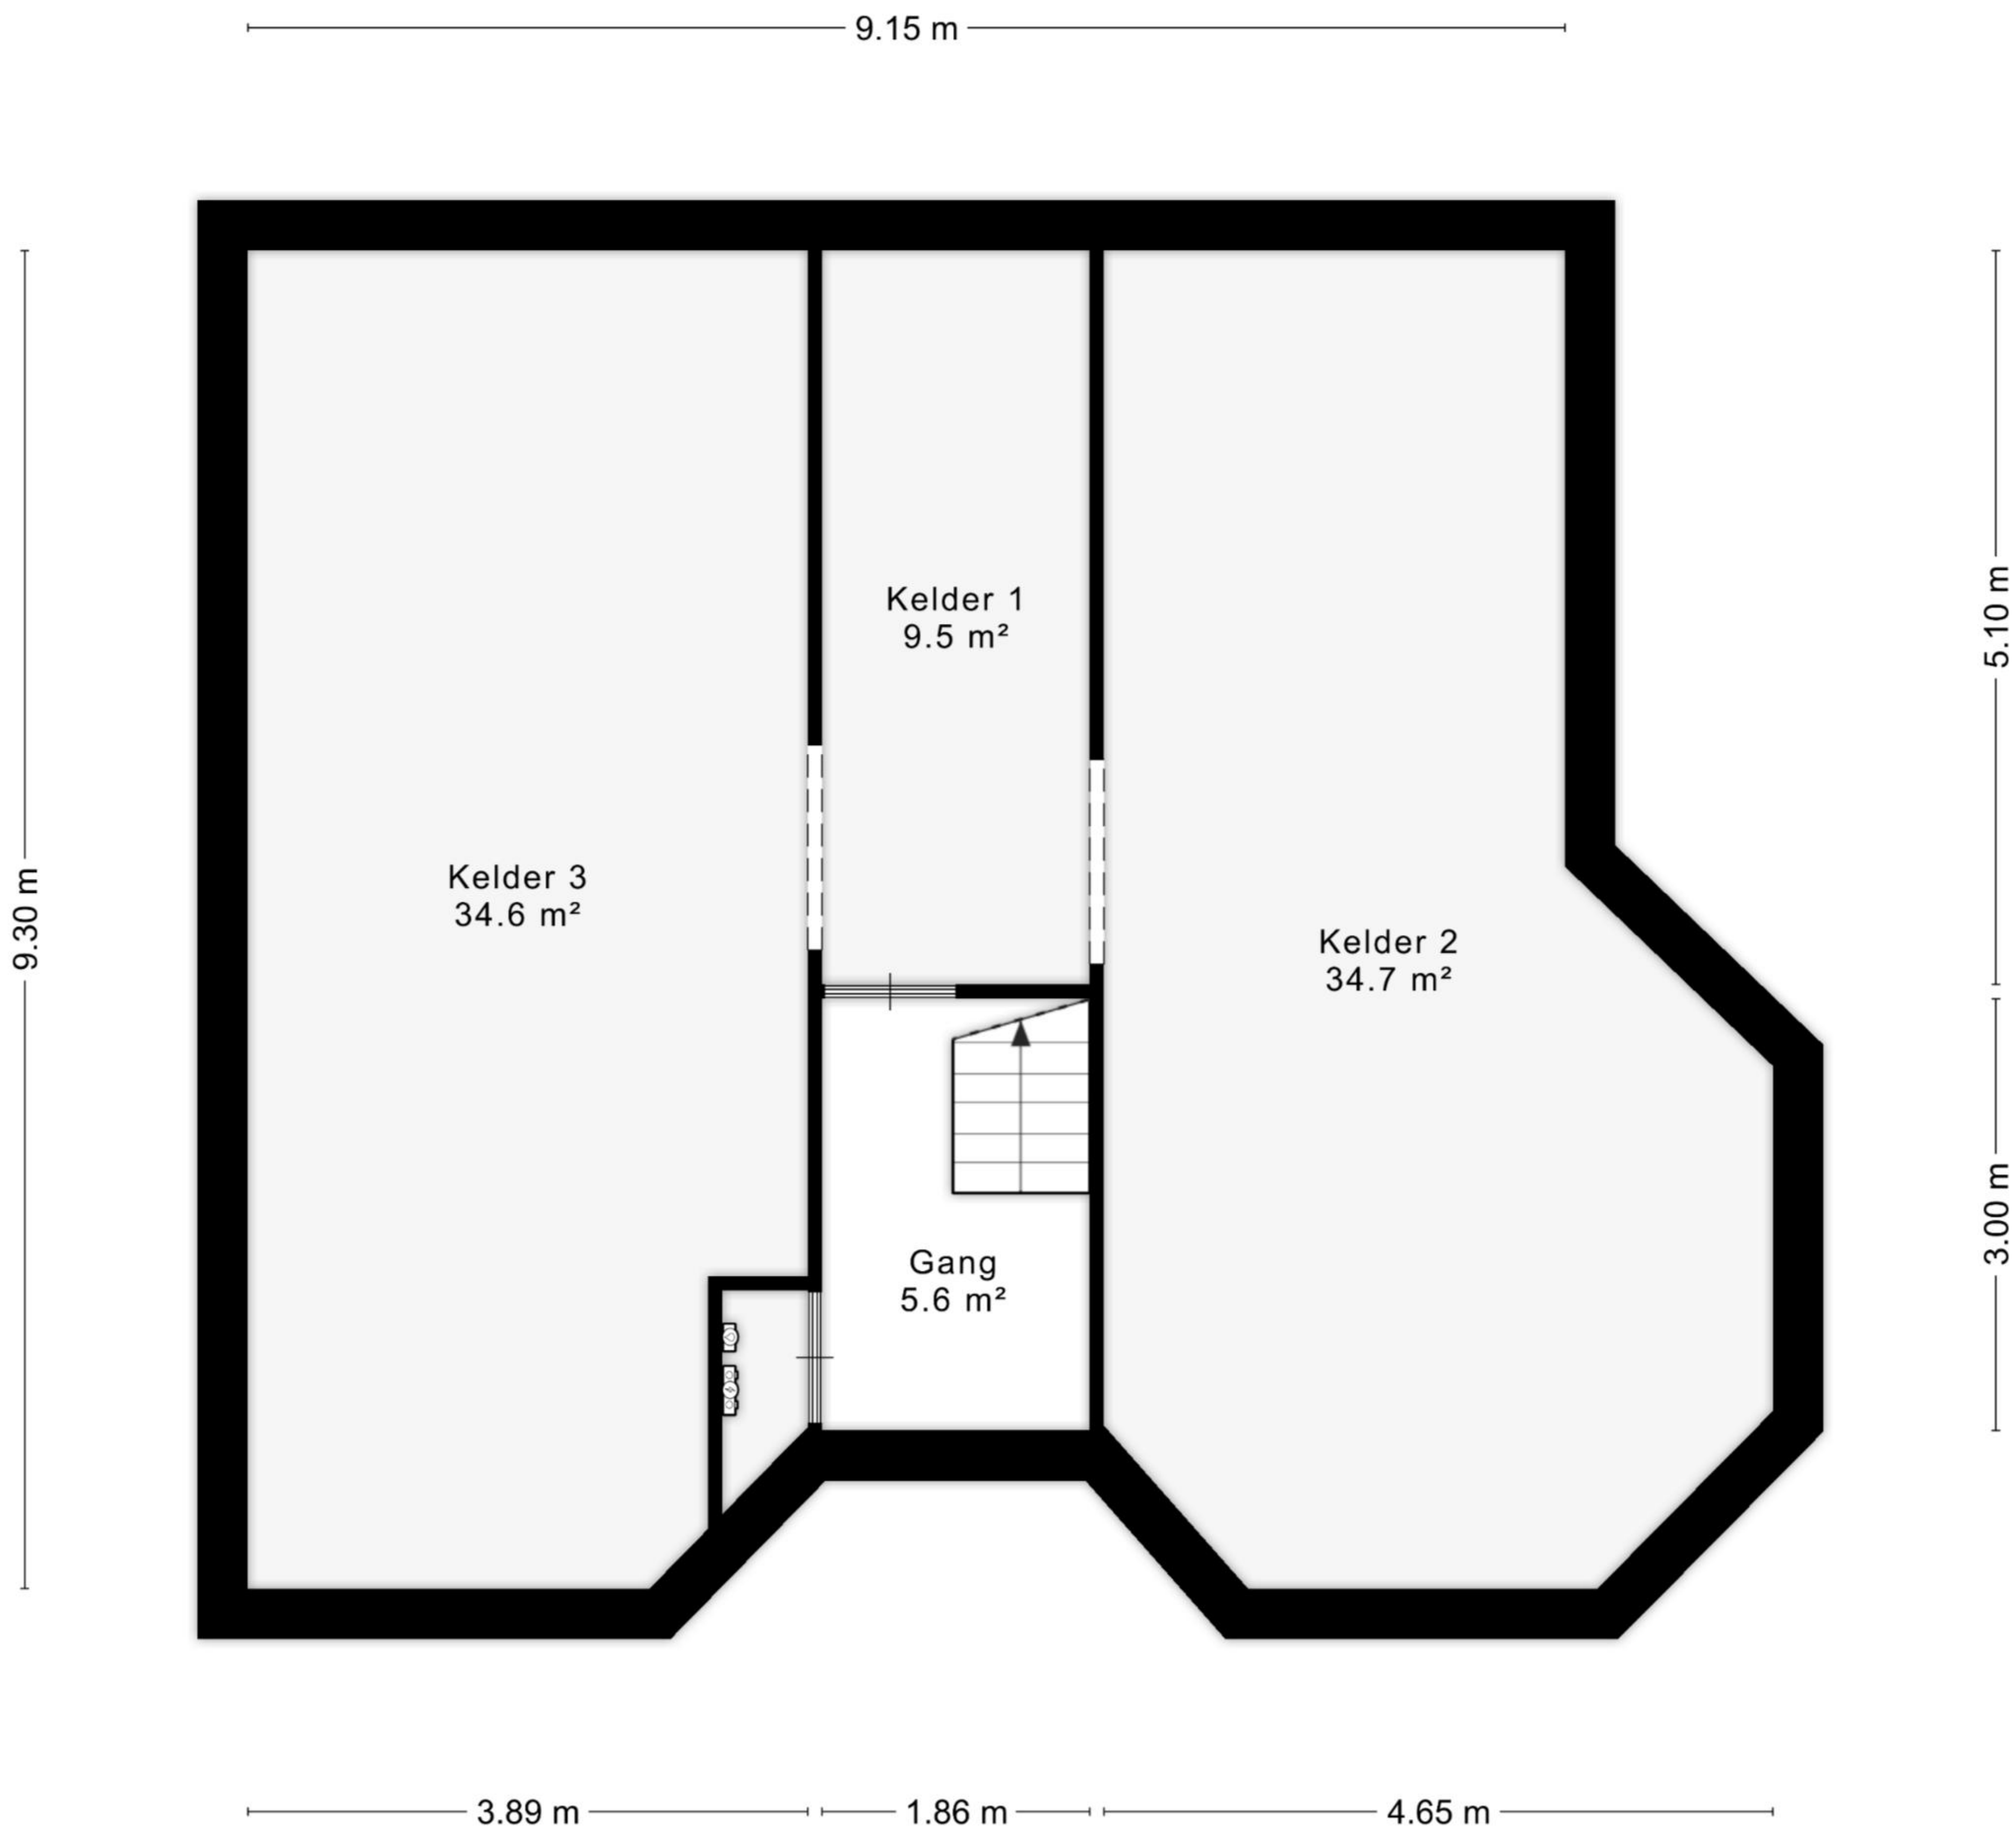 9.15 m
Kelder 1
9.5 m²
5.10 m
Kelder 3
34.6 m²
9.30 m
Kelder 2
34.7 m²
Gang
5.6 m²
3.00 m
3.89 m
1.86 m
4.65 m